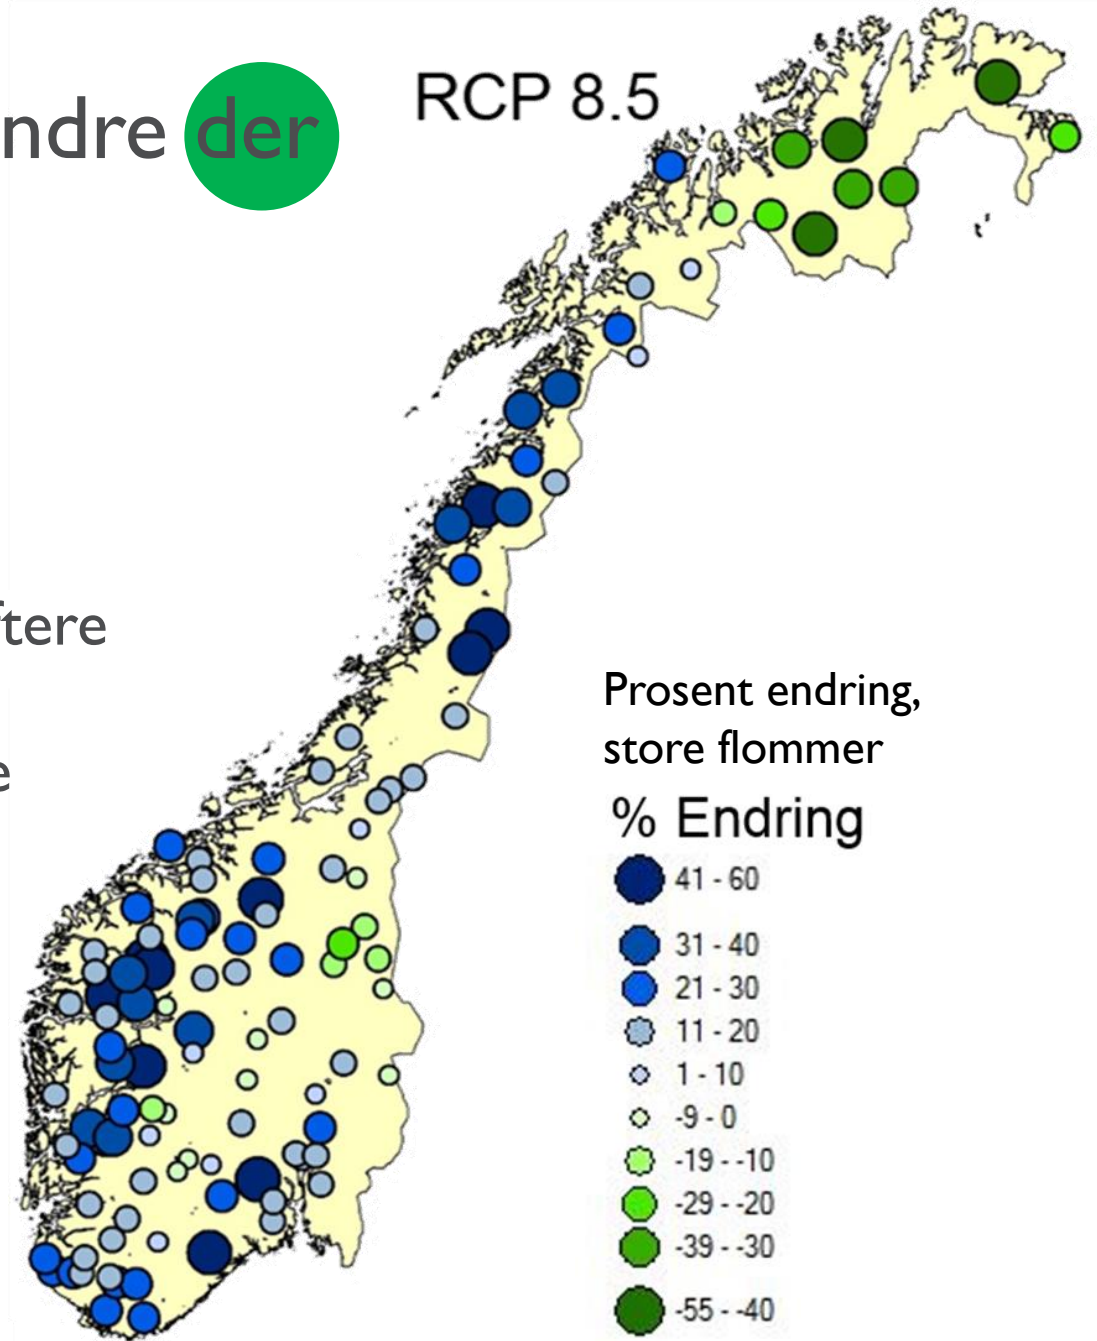 ndre der
RCP 8.5
ftere
e
Prosent endring,
store flommer
% Endring
41 - 60
31 - 40
21 - 30
11 - 20
1 - 10
-9 - 0
-19 - -10
-29 - -20
-39 - -30
-55 - -40